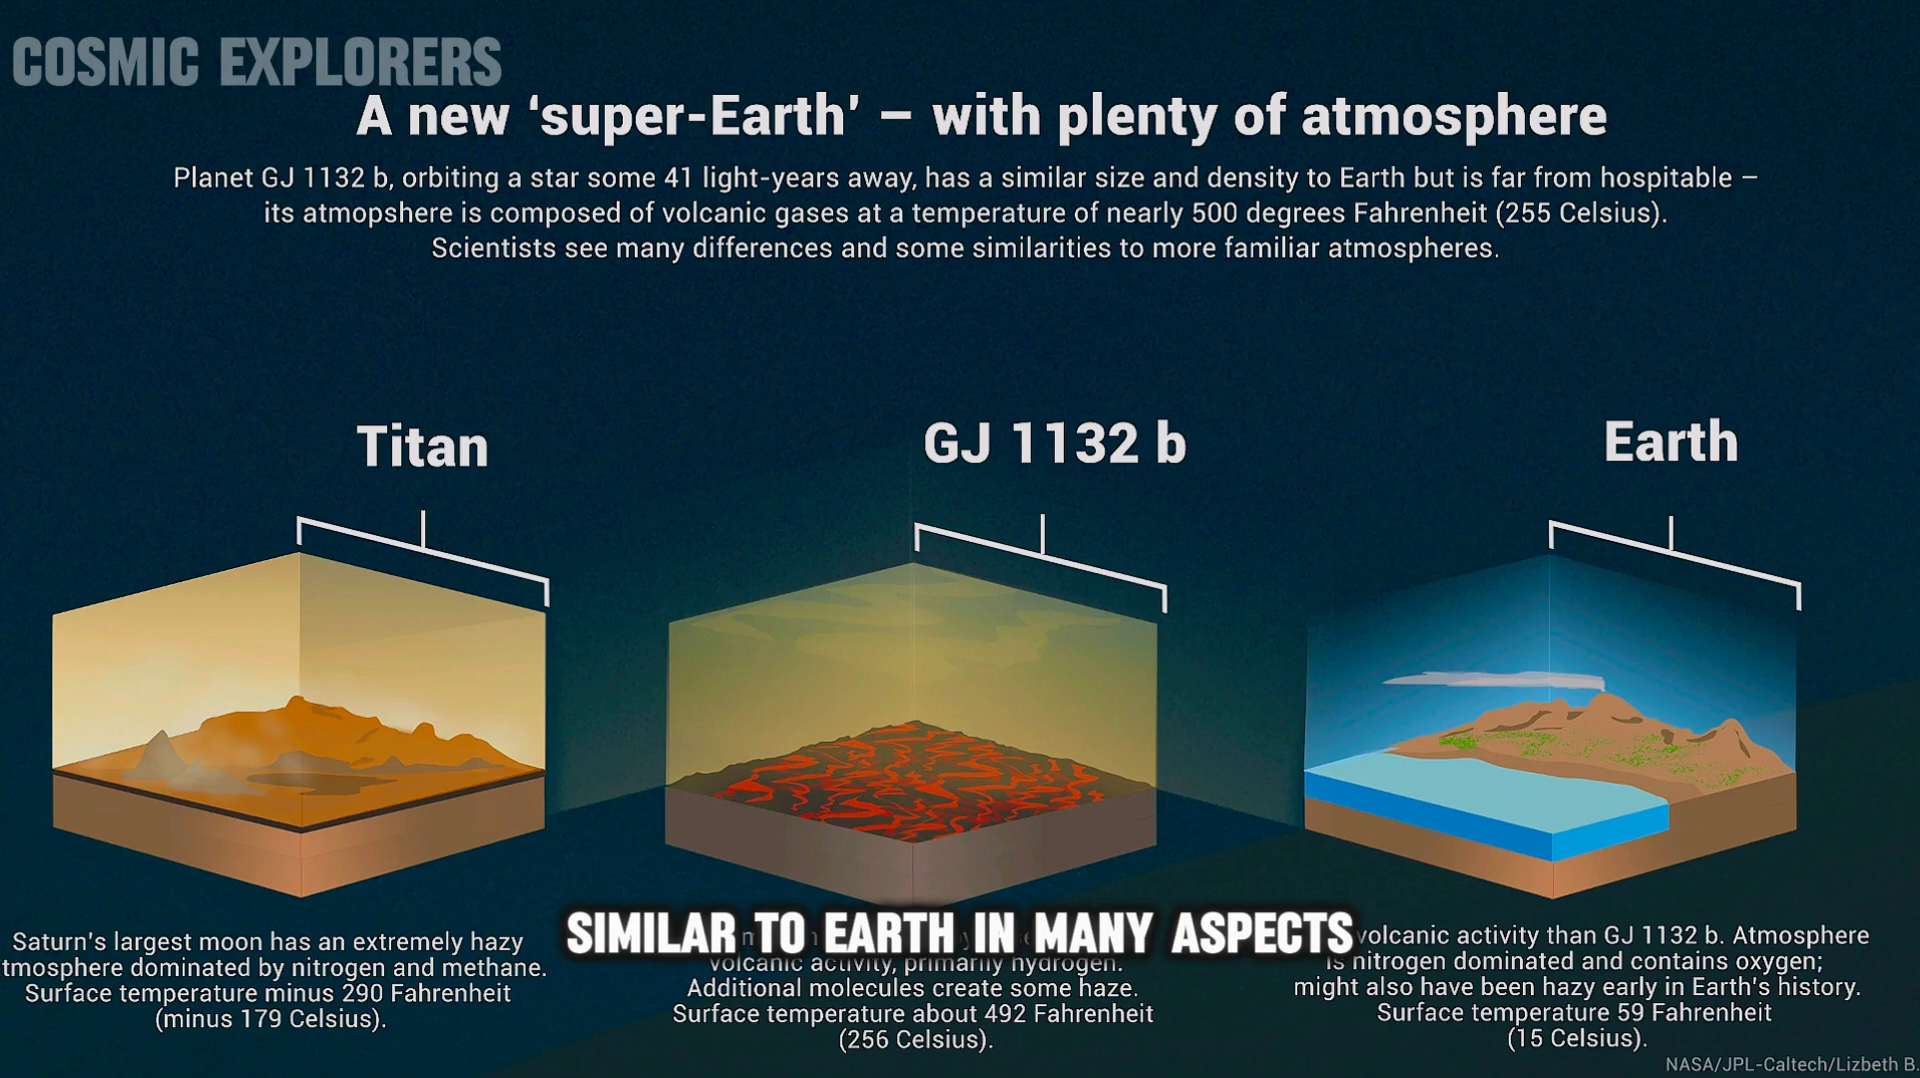 COSMIC EXPLORERS
A new ‘super-Earth’ – with plenty of atmosphere
Planet GJ 1132 b, orbiting a star some 41 light-years away, has a similar size and density to Earth but is far from hospitable –
its atmopshere is composed of volcanic gases at a temperature of nearly 500 degrees Fahrenheit (255 Celsius).
Scientists see many differences and some similarities to more familiar atmospheres.
Titan
GJ 1132 b
Earth
Saturn's largest moon has an extremely hazy
tmosphere dominated by nitrogen and methane.
Surface temperature minus 290 Fahrenheit
(minus 179 Celsius).
SIMILAR TO EARTH IN MANY ASPECTS
volcanic activity, primarily hydrogen.
Additional molecules create some haze.
Surface temperature about 492 Fahrenheit
(256 Celsius).
volcanic activity than GJ 1132 b. Atmosphere
is nitrogen dominated and contains oxygen;
might also have been hazy early in Earth's history.
Surface temperature 59 Fahrenheit
(15 Celsius).
NASA/JPL-Caltech/Lizbeth B.